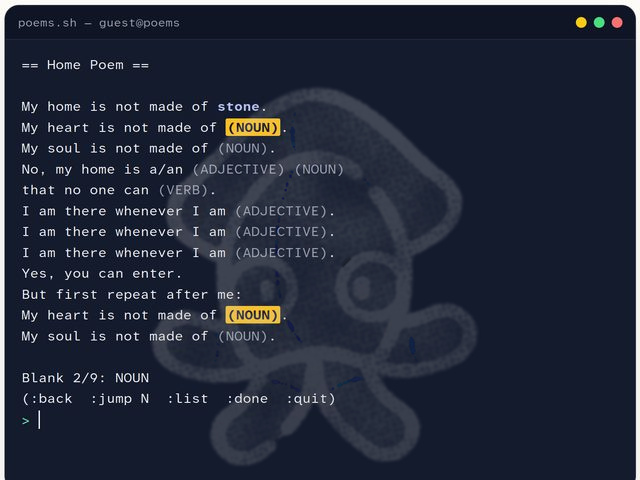 poems.sh — guest@poems
== Home Poem ==
My home is not made of stone.
My heart is not made of (NOUN).
My soul is not made of (NOUN).
No, my home is a/an (ADJECTIVE) (NOUN)
that no one can (VERB).
I am there whenever I am (ADJECTIVE).
I am there whenever I am (ADJECTIVE).
I am there whenever I am (ADJECTIVE).
Yes, you can enter.
But first repeat after me:
My heart is not made of (NOUN).
My soul is not made of (NOUN).
Blank 2/9: NOUN
(:back  :jump N  :list  :done  :quit)
>